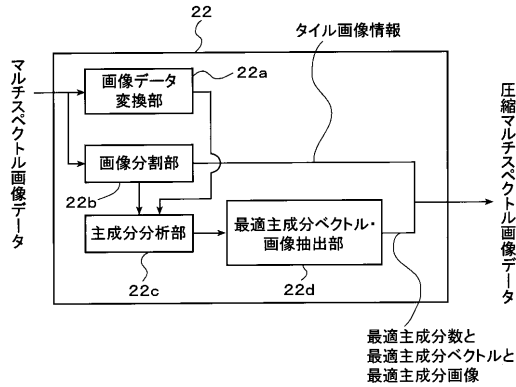 22
タイル画像情報
マルチスペクトル画像データ
画像データ
変換部
22a
画像分割部
22b
主成分分析部
22c
最適主成分ベクトル・
画像抽出部
22d
圧縮マルチスペクトル画像データ
最適主成分数と
最適主成分ベクトルと
最適主成分画像